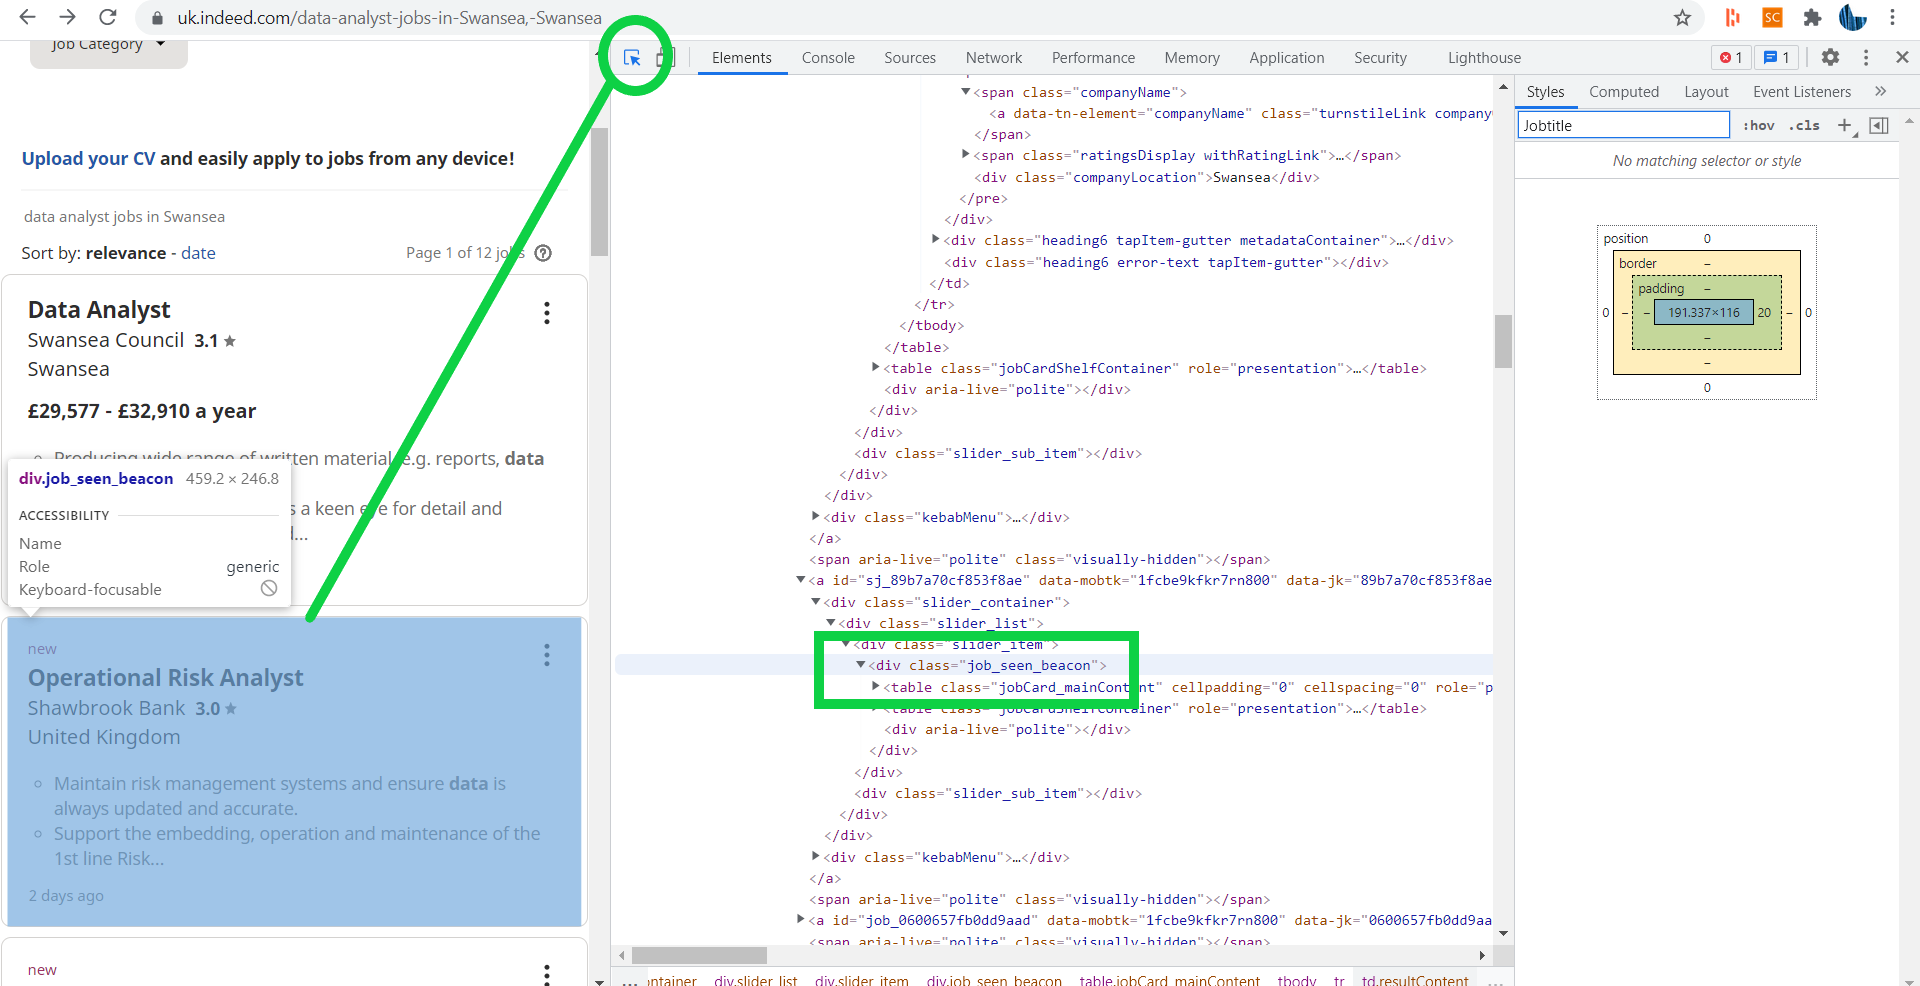 uk.indeed.com/data-analyst-jobs-in-Swansea,-Swansea
SC
Job Category
Elements Console Sources Network Performance Memory Application Security Lighthouse
1 1
Upload your CV and easily apply to jobs from any device!
data analyst jobs in Swansea
Sort by: relevance - date
Page 1 of 12 jobs
Data Analyst
Swansea Council 3.1 ★
Swansea
£29,577 - £32,910 a year
Producing wide range of written material, e.g. reports, data
s a keen eye for detail and
d...
div.job_seen_beacon 459.2 × 246.8
ACCESSIBILITY
Name
Role generic
Keyboard-focusable
new
Operational Risk Analyst
Shawbrook Bank 3.0 ★
United Kingdom
Maintain risk management systems and ensure data is
always updated and accurate.
Support the embedding, operation and maintenance of the
1st line Risk...
2 days ago
new
▼<span class="companyName">
<a data-tn-element="companyName" class="turnstileLink company
</span>
▶<span class="ratingsDisplay withRatingLink">…</span>
<div class="companyLocation">Swansea</div>
</pre>
</div>
▶<div class="heading6 tapItem-gutter metadataContainer">…</div>
<div class="heading6 error-text tapItem-gutter"></div>
</td>
</tr>
</tbody>
</table>
▶<table class="jobCardShelfContainer" role="presentation">…</table>
<div aria-live="polite"></div>
</div>
</div>
<div class="slider_sub_item"></div>
</div>
</div>
▶<div class="kebabMenu">…</div>
</a>
<span aria-live="polite" class="visually-hidden"></span>
▼<a id="sj_89b7a70cf853f8ae" data-mobtk="1fcbe9kfkr7rn800" data-jk="89b7a70cf853f8ae
▼<div class="slider_container">
▼<div class="slider_list">
▼<div class="slider_item">
▼<div class="job_seen_beacon">
▶<table class="jobCard_mainContent" cellpadding="0" cellspacing="0" role="p
▶<table class="jobCardShelfContainer" role="presentation">…</table>
<div aria-live="polite"></div>
</div>
</div>
<div class="slider_sub_item"></div>
</div>
</div>
▶<div class="kebabMenu">…</div>
</a>
<span aria-live="polite" class="visually-hidden"></span>
▶<a id="job_0600657fb0dd9aad" data-mobtk="1fcbe9kfkr7rn800" data-jk="0600657fb0dd9aa
<span aria-live="polite" class="visually-hidden"></span>
... ntainer div.slider_list div.slider_item div.job_seen_beacon table.jobCard_mainContent tbody tr td.resultContent ...
Styles Computed Layout Event Listeners »
Jobtitle :hov .cls +
No matching selector or style
position 0
border –
padding –
0 – – 191.337×116 20 – 0
–
–
0